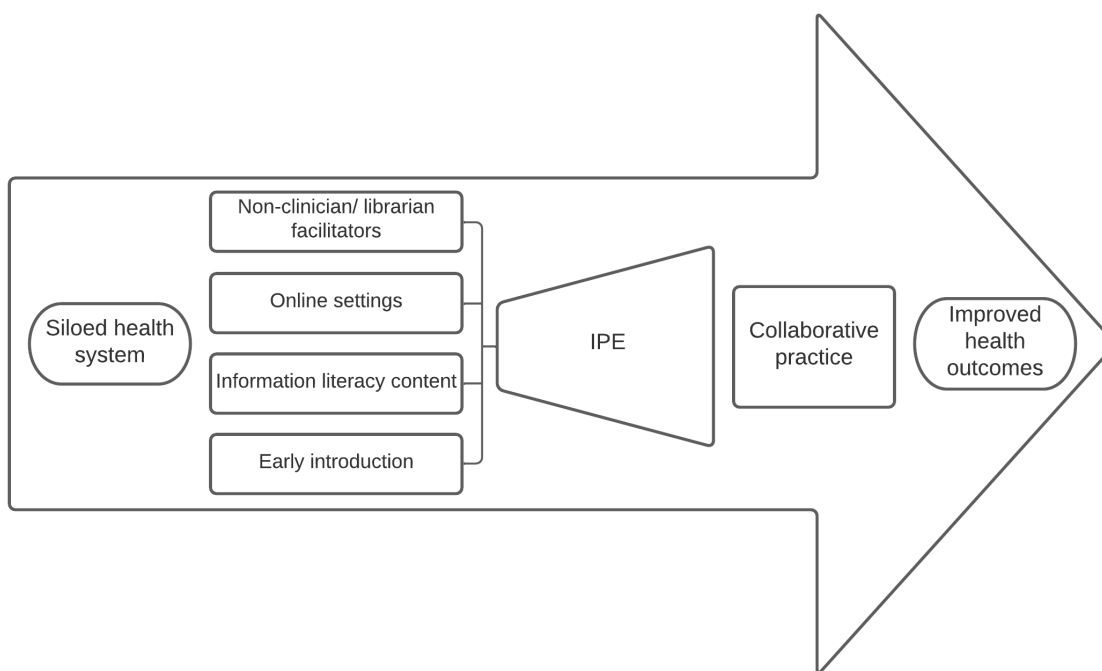 Siloed health
system
Non-clinician/ librarian
facilitators
Online settings
Information literacy content
Early introduction
IPE
Collaborative
practice
Improved
health
outcomes